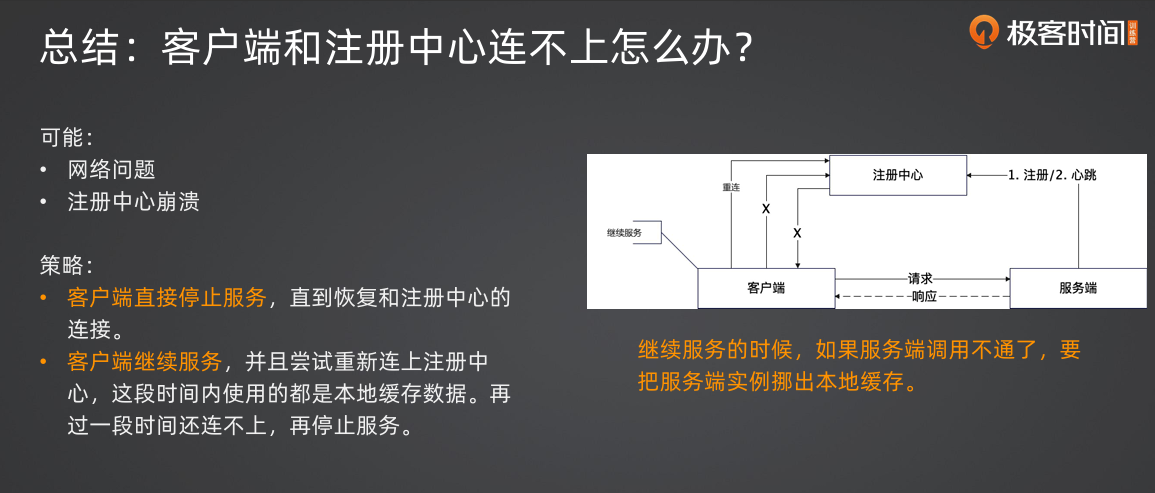 总结：客户端和注册中心连不上怎么办？
极客时间
训练营
可能：
• 网络问题
• 注册中心崩溃
策略：
• 客户端直接停止服务，直到恢复和注册中心的
连接。
• 客户端继续服务，并且尝试重新连上注册中
心，这段时间内使用的都是本地缓存数据。再
过一段时间还连不上，再停止服务。
注册中心
1. 注册/2. 心跳
重连
X
X
继续服务
客户端
请求
响应
服务端
继续服务的时候，如果服务端调用不通了，要
把服务端实例挪出本地缓存。